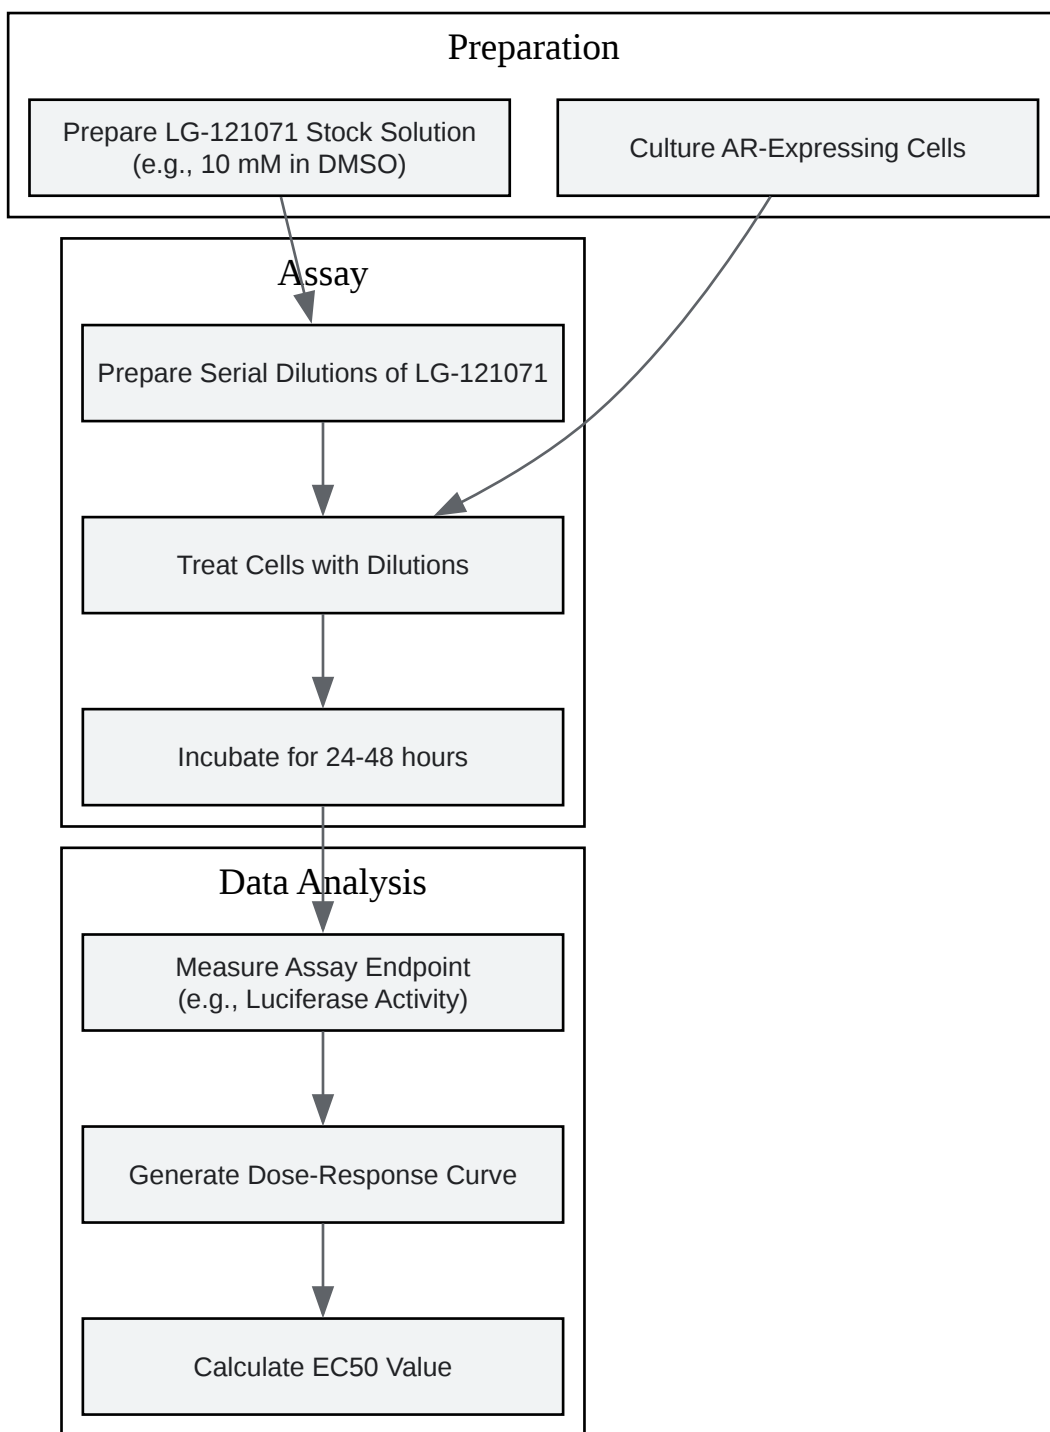 Preparation
Prepare LG-121071 Stock Solution
(e.g., 10 mM in DMSO)
Culture AR-Expressing Cells
Assay
Prepare Serial Dilutions of LG-121071
Treat Cells with Dilutions
Incubate for 24-48 hours
Data Analysis
Measure Assay Endpoint
(e.g., Luciferase Activity)
Generate Dose-Response Curve
Calculate EC50 Value